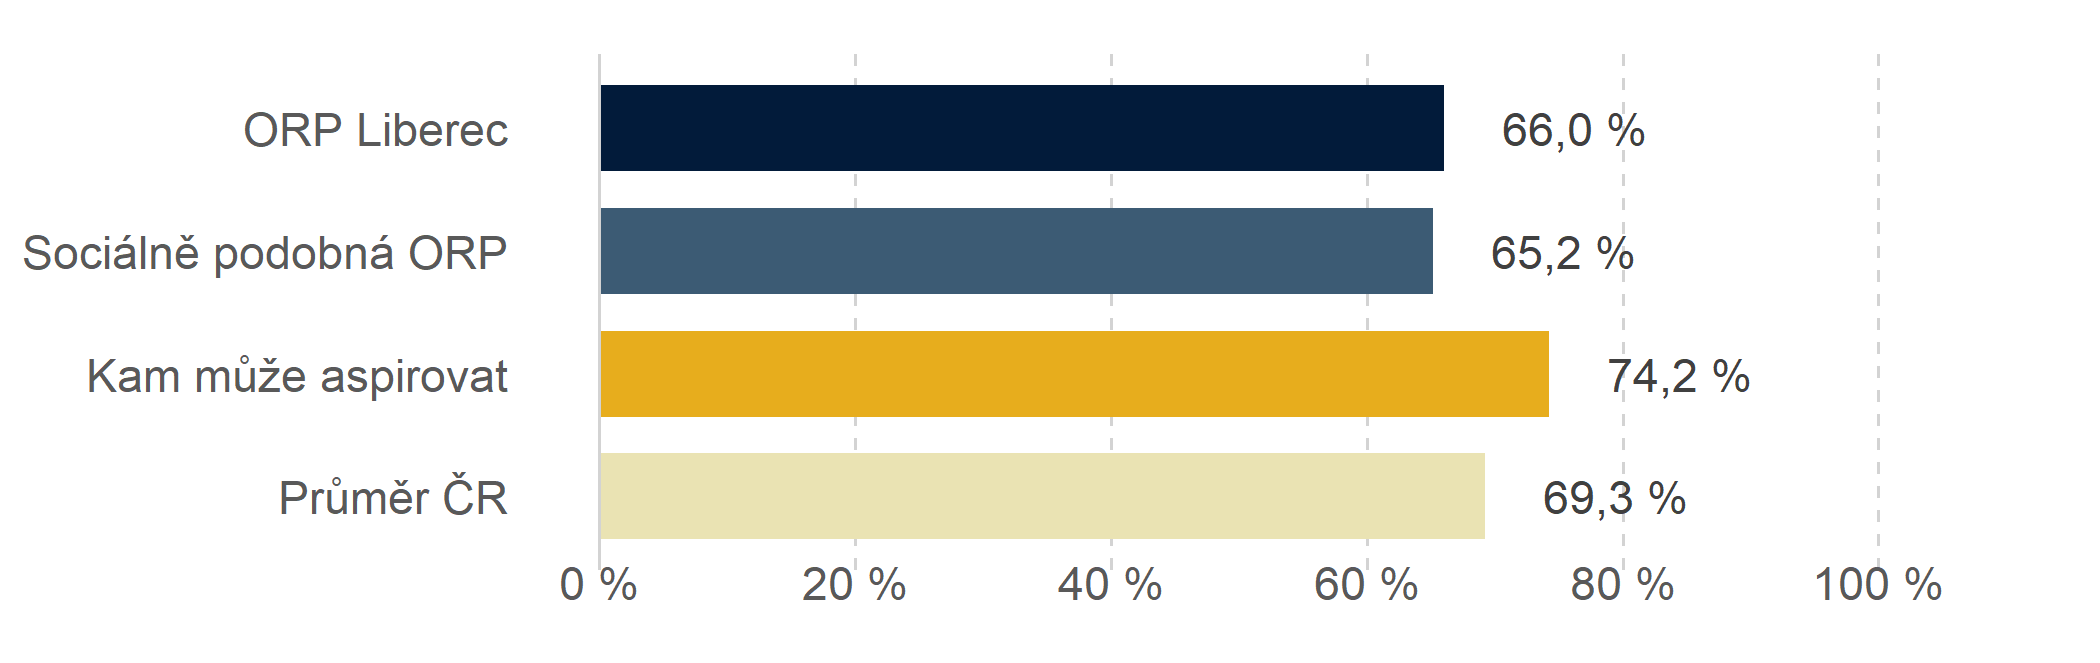 ORP Liberec 66,0 %
Sociálně podobná ORP 65,2 %
Kam může aspirovat 74,2 %
Průměr ČR 69,3 %
0 % 20 % 40 % 60 % 80 % 100 %